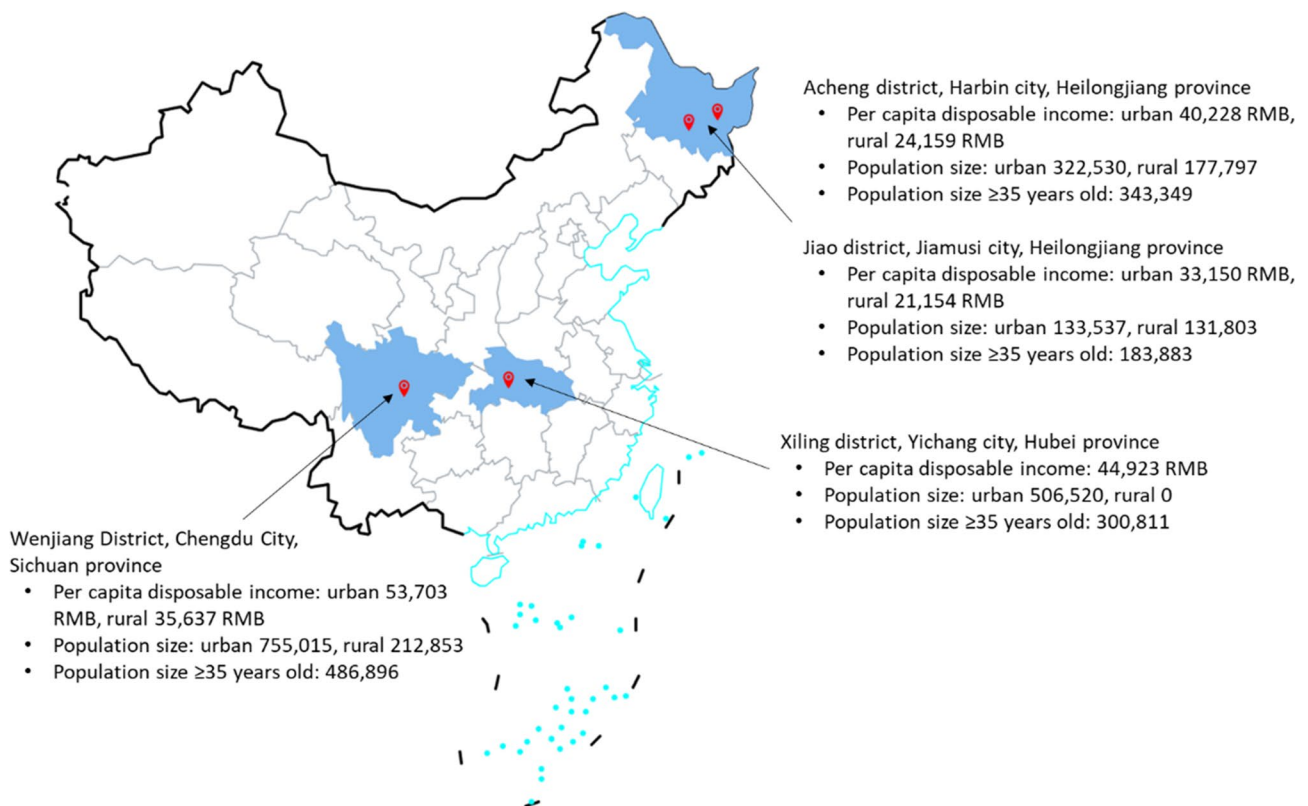 Acheng district, Harbin city, Heilongjiang province
• Per capita disposable income: urban 40,228 RMB,
rural 24,159 RMB
• Population size: urban 322,530, rural 177,797
• Population size ≥35 years old: 343,349
Jiao district, Jiamusi city, Heilongjiang province
• Per capita disposable income: urban 33,150 RMB,
rural 21,154 RMB
• Population size: urban 133,537, rural 131,803
• Population size ≥35 years old: 183,883
Xiling district, Yichang city, Hubei province
• Per capita disposable income: 44,923 RMB
• Population size: urban 506,520, rural 0
• Population size ≥35 years old: 300,811
Wenjiang District, Chengdu City,
Sichuan province
• Per capita disposable income: urban 53,703
RMB, rural 35,637 RMB
• Population size: urban 755,015, rural 212,853
• Population size ≥35 years old: 486,896